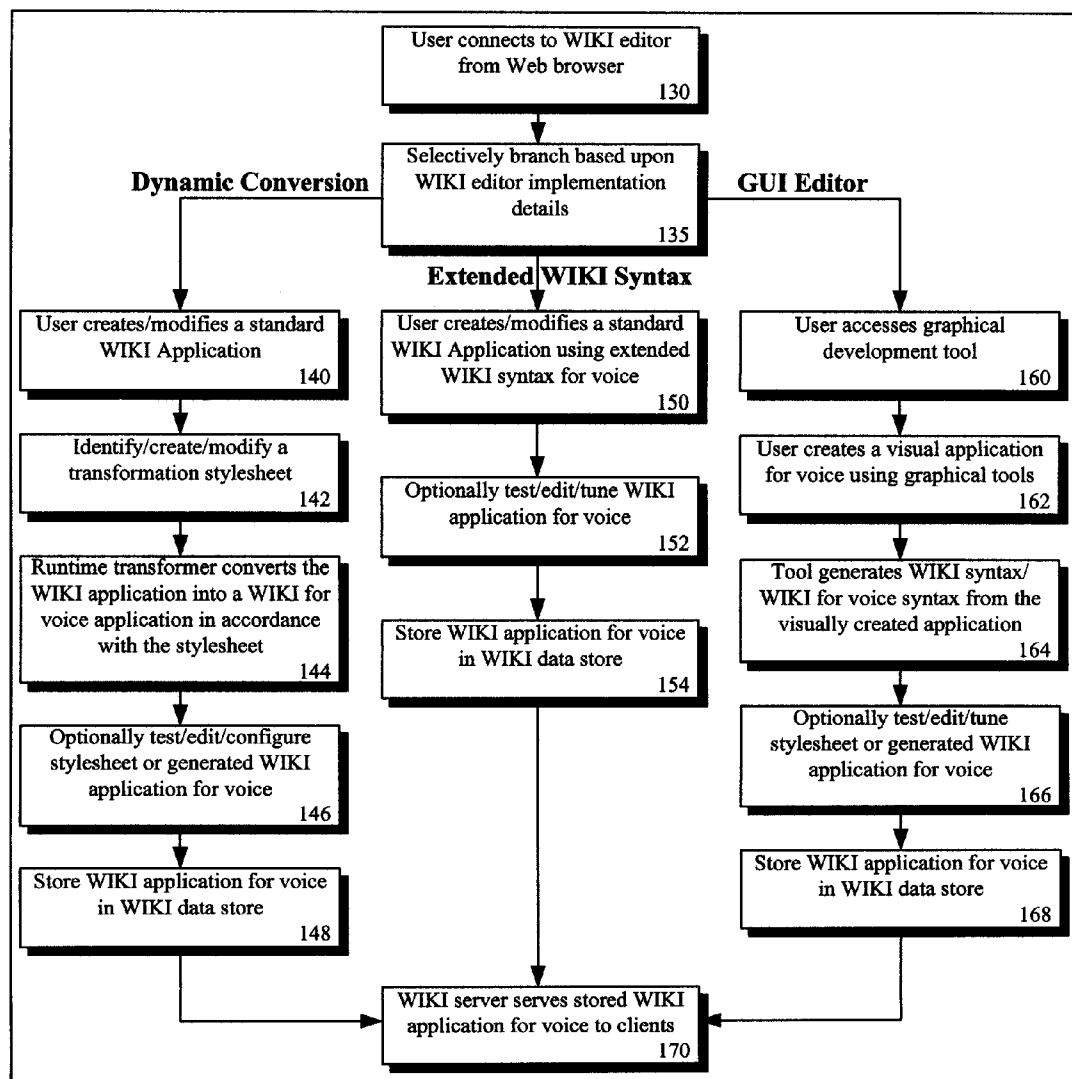 User connects to WIKI editor
from Web browser
130
Selectively branch based upon
WIKI editor implementation
details
135
Dynamic Conversion
GUI Editor
Extended WIKI Syntax
User creates/modifies a standard
WIKI Application
140
Identify/create/modify a
transformation stylesheet
142
Runtime transformer converts the
WIKI application into a WIKI for
voice application in accordance
with the stylesheet
144
Optionally test/edit/configure
stylesheet or generated WIKI
application for voice
146
Store WIKI application for voice
in WIKI data store
148
User creates/modifies a standard
WIKI Application using extended
WIKI syntax for voice
150
Optionally test/edit/tune WIKI
application for voice
152
Store WIKI application for voice
in WIKI data store
154
User accesses graphical
development tool
160
User creates a visual application
for voice using graphical tools
162
Tool generates WIKI syntax/
WIKI for voice syntax from the
visually created application
164
Optionally test/edit/tune
stylesheet or generated WIKI
application for voice
166
Store WIKI application for voice
in WIKI data store
168
WIKI server serves stored WIKI
application for voice to clients
170